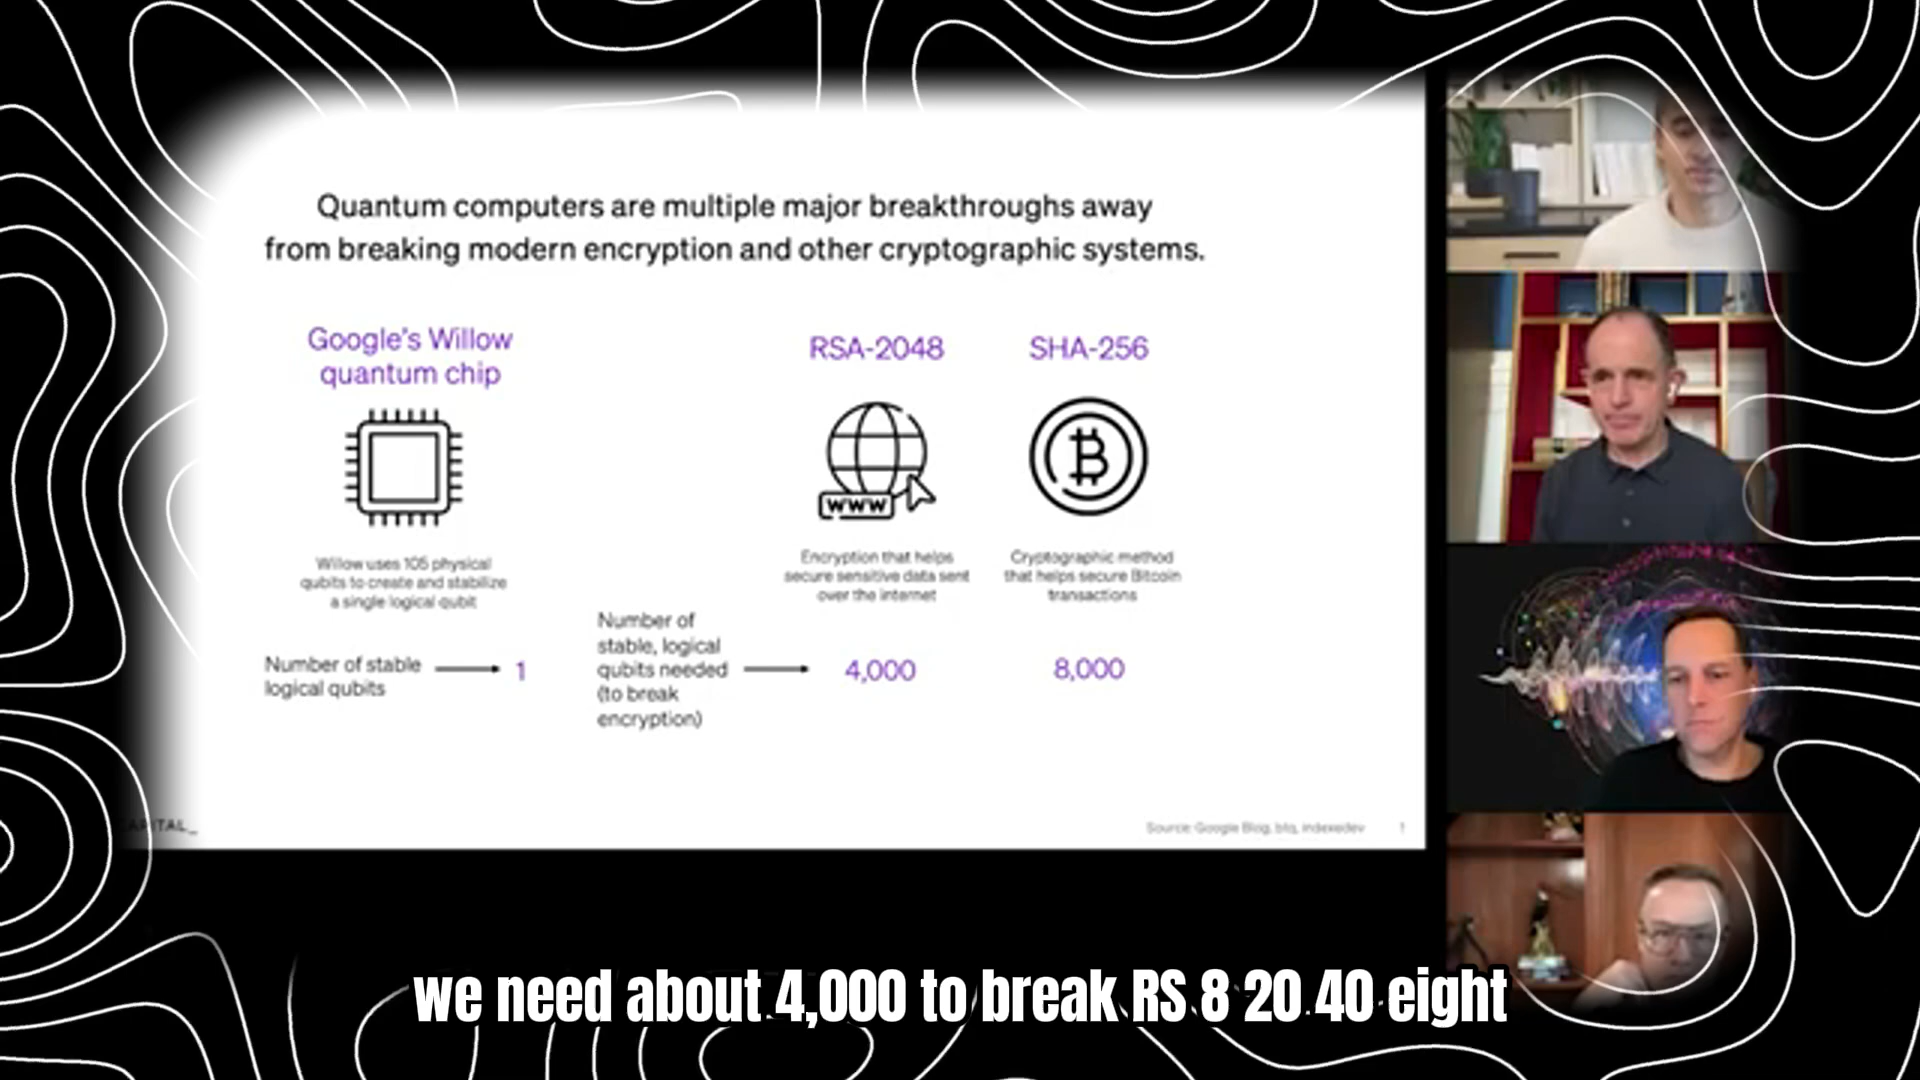 Quantum computers are multiple major breakthroughs away
from breaking modern encryption and other cryptographic systems.
Google's Willow
quantum chip
RSA-2048
SHA-256
WWW
Willow uses 105 physical
qubits to create and stabilize
a single logical qubit
Encryption that helps
secure sensitive data sent
over the internet
Cryptographic method
that helps secure Bitcoin
transactions
Number of stable
logical qubits
1
Number of
stable, logical
qubits needed
(to break
encryption)
4,000
8,000
CAPITAL_
Source: Google Blog, btq, indexedev
1
we need about 4,000 to break RS 8 20 40 eight